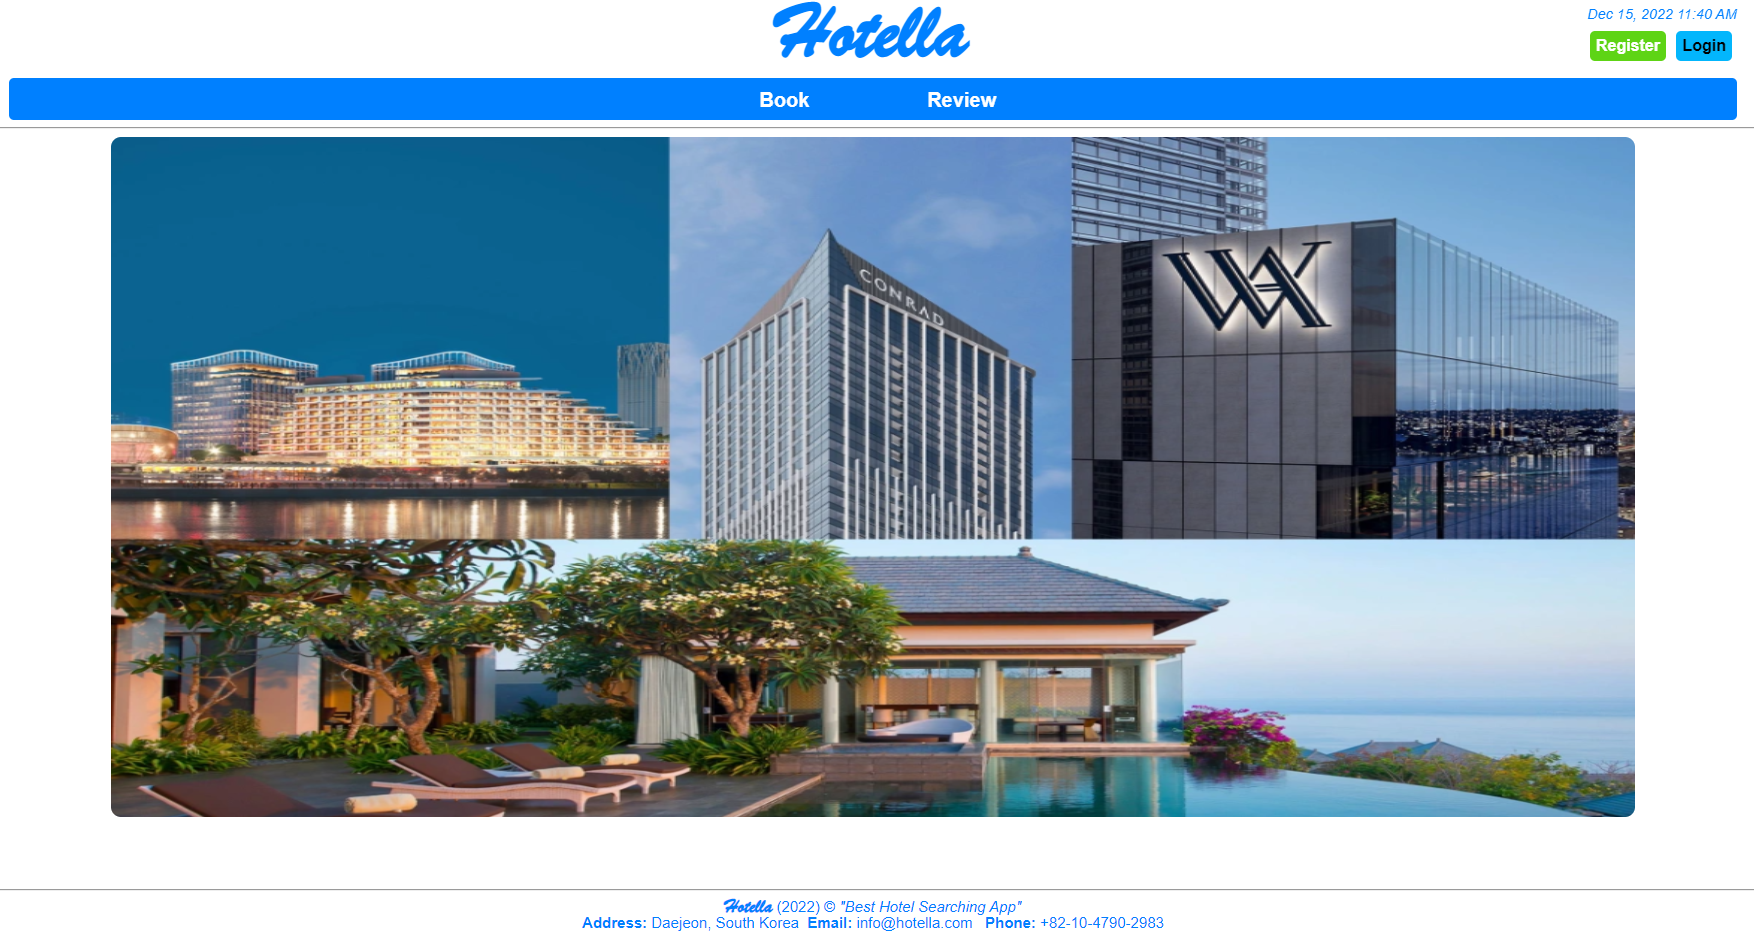 Hotella
Dec 15, 2022 11:40 AM
Register Login
Book Review
CONRAD
WA
Hotella (2022) © "Best Hotel Searching App"
Address: Daejeon, South Korea Email: info@hotella.com Phone: +82-10-4790-2983